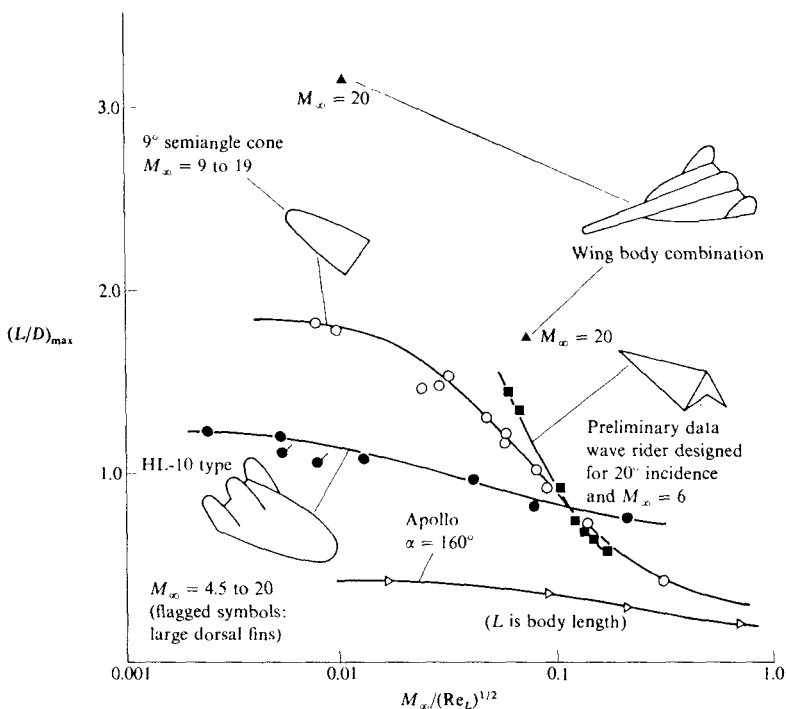 3.0
M∞ = 20
9° semiangle cone
M∞ = 9 to 19
Wing body combination
2.0
(L/D)max
M∞ = 20
Preliminary data
wave rider designed
for 20° incidence
and M∞ = 6
1.0
HL-10 type
Apollo
α = 160°
M∞ = 4.5 to 20
(flagged symbols:
large dorsal fins)
(L is body length)
0.001
0.01
0.1
1.0
M∞/(ReL)1/2